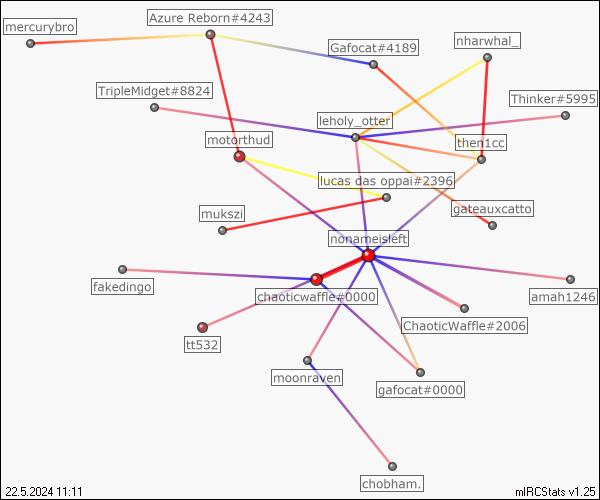 Azure Reborn#4243
mercurybro
nharwhal_
Gafocat#4189
TripleMidget#8824
Thinker#5995
leholy_otter
motorthud
then1cc
lucas das oppai#2396
mukszi
gateauxcatto
nonameisleft
fakedingo
chaoticwaffle#0000
amah1246
ChaoticWaffle#2006
tt532
moonraven
gafocat#0000
chobham.
22.5.2024 11:11
mIRCStats v1.25